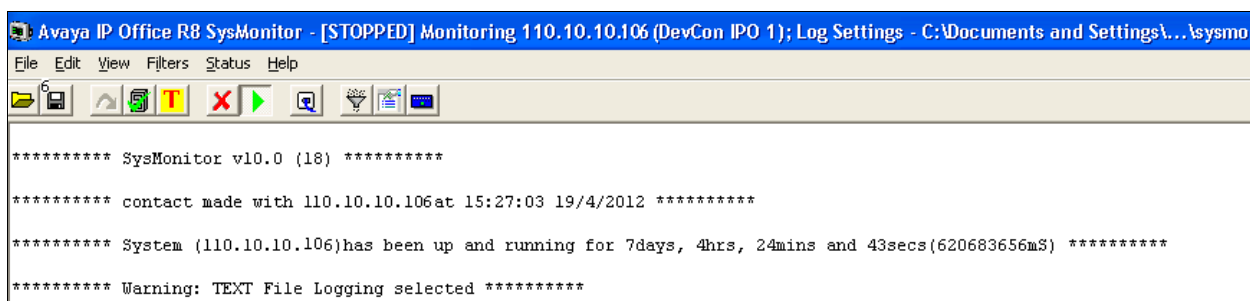 Avaya IP Office R8 SysMonitor - [STOPPED] Monitoring 110.10.10.106 (DevCon IPO 1); Log Settings - C:\Documents and Settings\...\sysmo
File Edit View Filters Status Help
6
T
********** SysMonitor v10.0 (18) **********
********** contact made with 110.10.10.106at 15:27:03 19/4/2012 **********
********** System (110.10.10.106)has been up and running for 7days, 4hrs, 24mins and 43secs(620683656mS) **********
********** Warning: TEXT File Logging selected **********